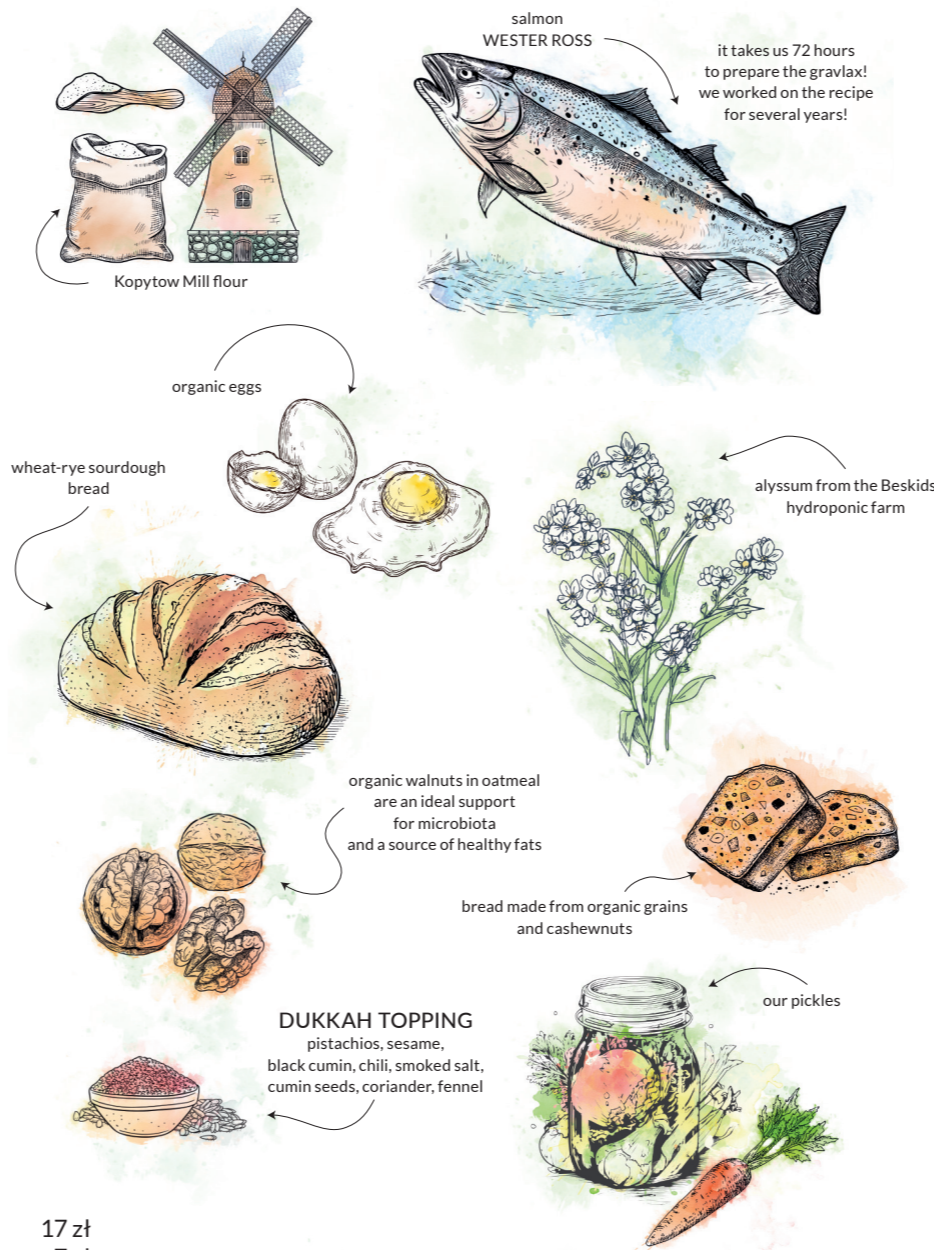 salmon
WESTER ROSS
it takes us 72 hours
to prepare the gravlax!
we worked on the recipe
for several years!
Kopytow Mill flour
organic eggs
wheat-rye sourdough
bread
alyssum from the Beskids
hydroponic farm
organic walnuts in oatmeal
are an ideal support
for microbiota
and a source of healthy fats
bread made from organic grains
and cashewnuts
our pickles
DUKKAH TOPPING
pistachios, sesame,
black cumin, chili, smoked salt,
cumin seeds, coriander, fennel
17 zł